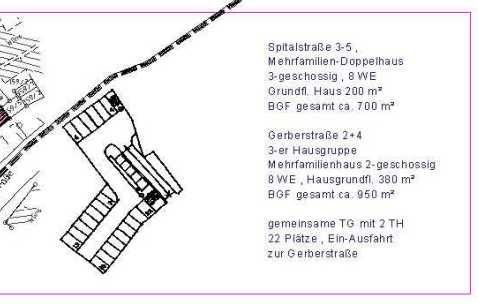 Spitalstraße 3-5 ,
Mehrfamilien-Doppelhaus
3-geschossig , 8 WE
Grundfl. Haus 200 m²
BGF gesamt ca. 700 m²
Gerberstraße 2+4
3-er Hausgruppe
Mehrfamilienhaus 2-geschossig
8 WE , Hausgrundfl. 380 m²
BGF gesamt ca. 950 m²
gemeinsame TG mit 2 TH
22 Plätze , Ein-Ausfahrt
zur Gerberstraße